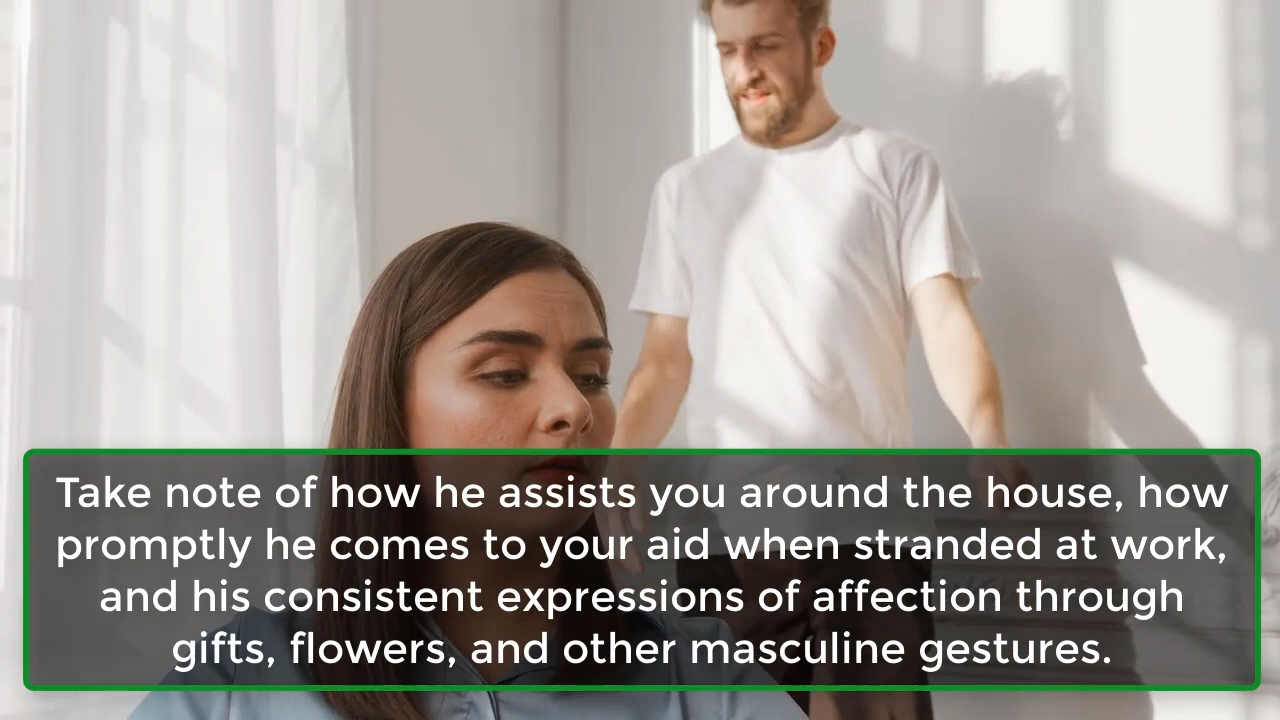 Take note of how he assists you around the house, how
promptly he comes to your aid when stranded at work,
and his consistent expressions of affection through
gifts, flowers, and other masculine gestures.